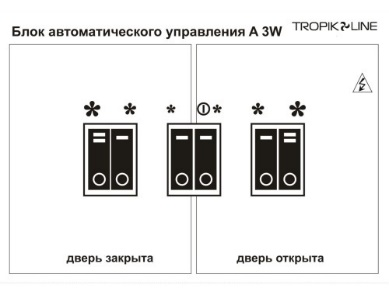 Блок автоматического управления A 3W
TROPIK LINE
дверь закрыта
дверь открыта